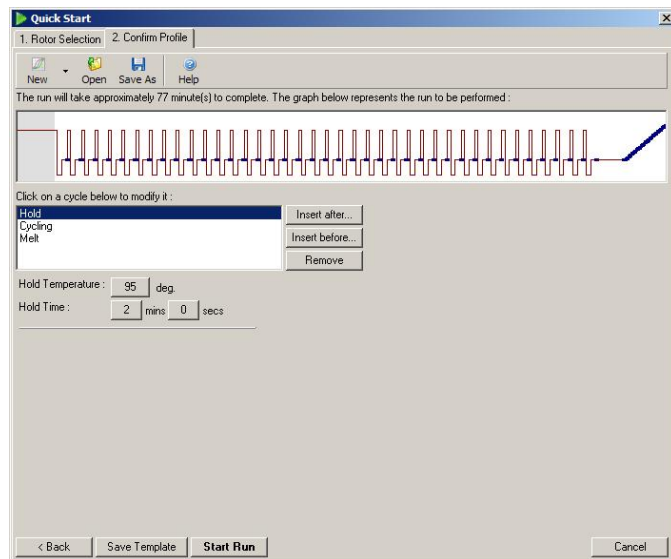 Quick Start
1. Rotor Selection 2. Confirm Profile
New Open Save As Help
The run will take approximately 77 minute(s) to complete. The graph below represents the run to be performed :
Click on a cycle below to modify it :
Hold
Cycling
Melt
Insert after...
Insert before...
Remove
Hold Temperature : 95 deg.
Hold Time : 2 mins 0 secs
< Back Save Template Start Run Cancel